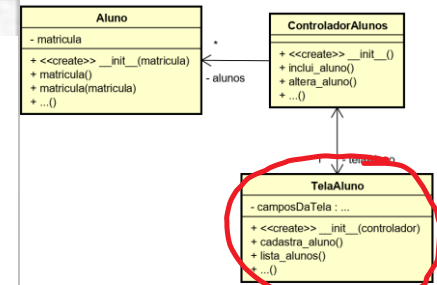 Aluno
- matricula
+ <<create>> __init__(matricula)
+ matricula()
+ matricula(matricula)
+ ...()
*
- alunos
ControladorAlunos
+ <<create>> __init__()
+ inclui_aluno()
+ altera_aluno()
+ ...()
- telaAluno
TelaAluno
- camposDaTela : ...
+ <<create>> __init__(controlador)
+ cadastra_aluno()
+ lista_alunos()
+ ...()